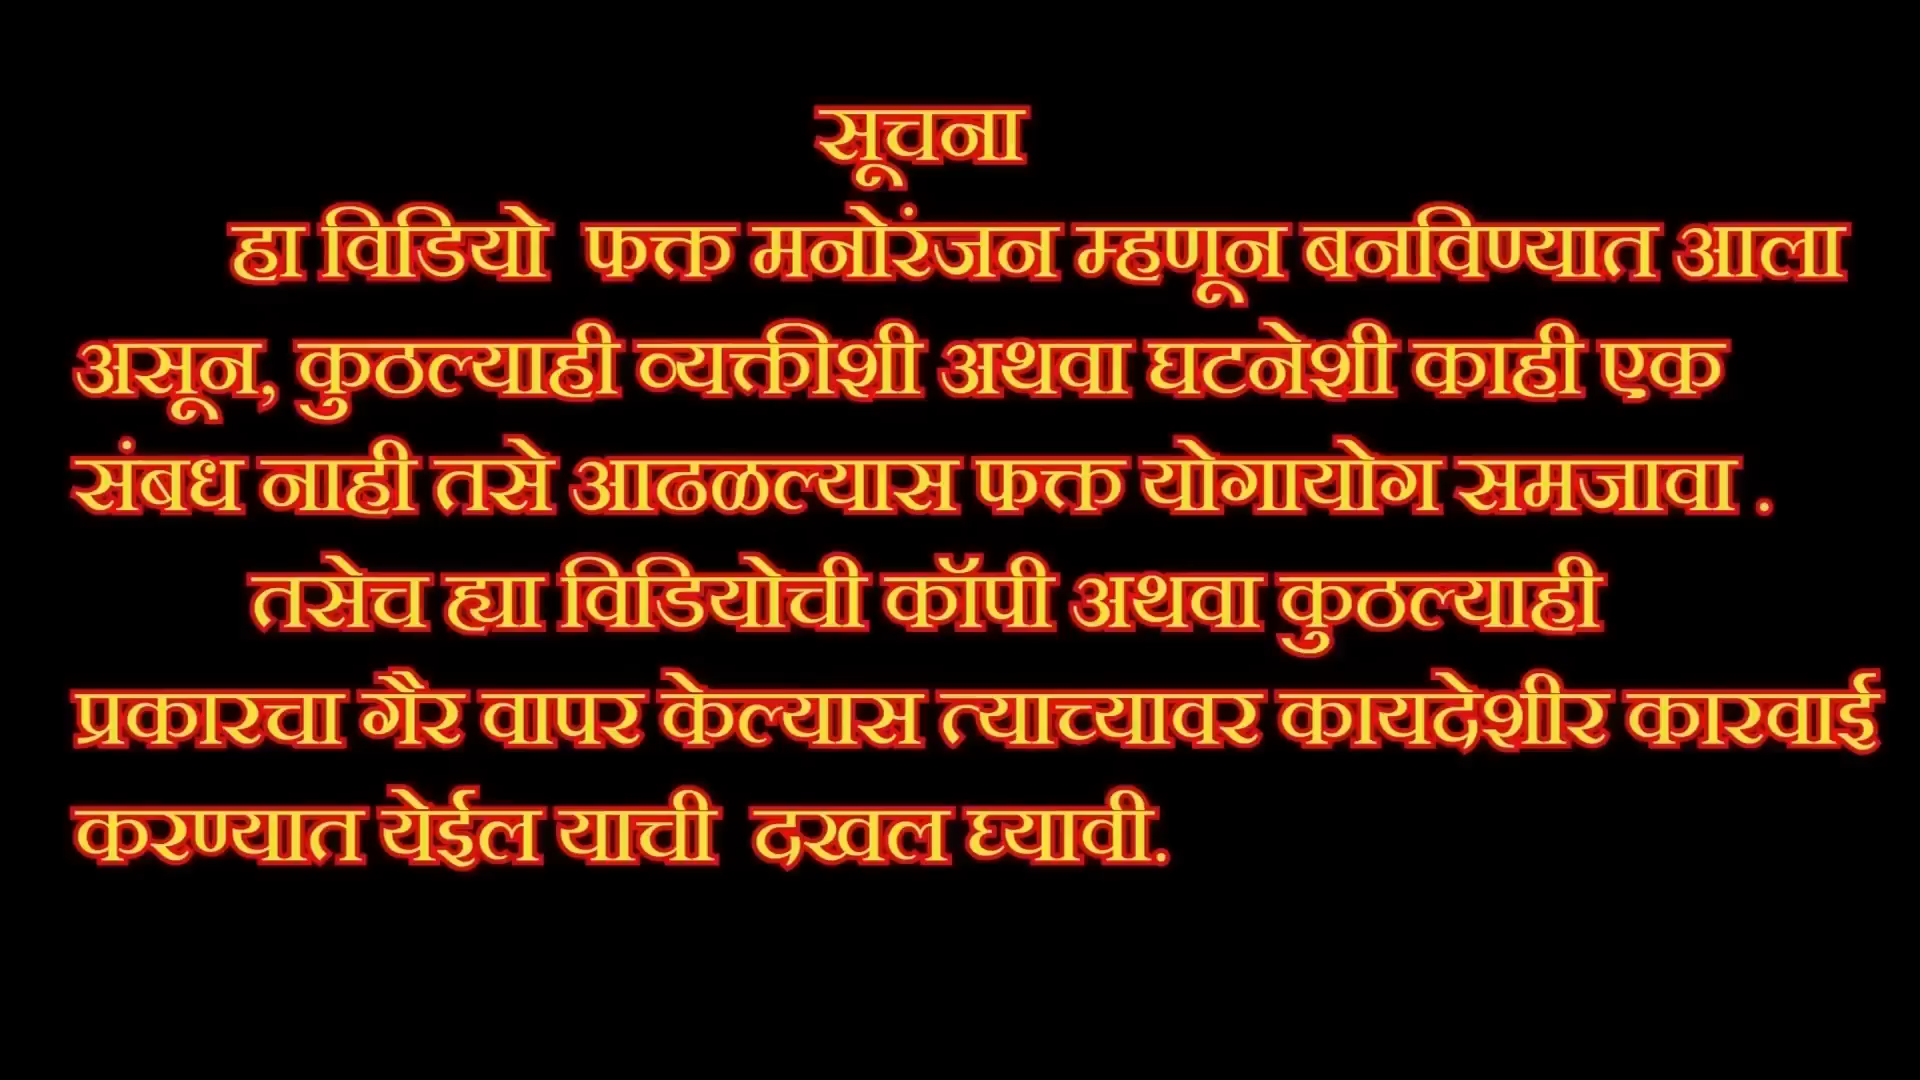 सूचना
हा विडियो फक्त मनोरंजन म्हणून बनविण्यात आला
असून, कुठल्याही व्यक्तीशी अथवा घटनेशी काही एक
संबध नाही तसे आढळल्यास फक्त योगायोग समजावा .
तसेच ह्या विडियोची कॉपी अथवा कुठल्याही
प्रकारचा गैर वापर केल्यास त्याच्यावर कायदेशीर कारवाई
करण्यात येईल याची दखल घ्यावी.